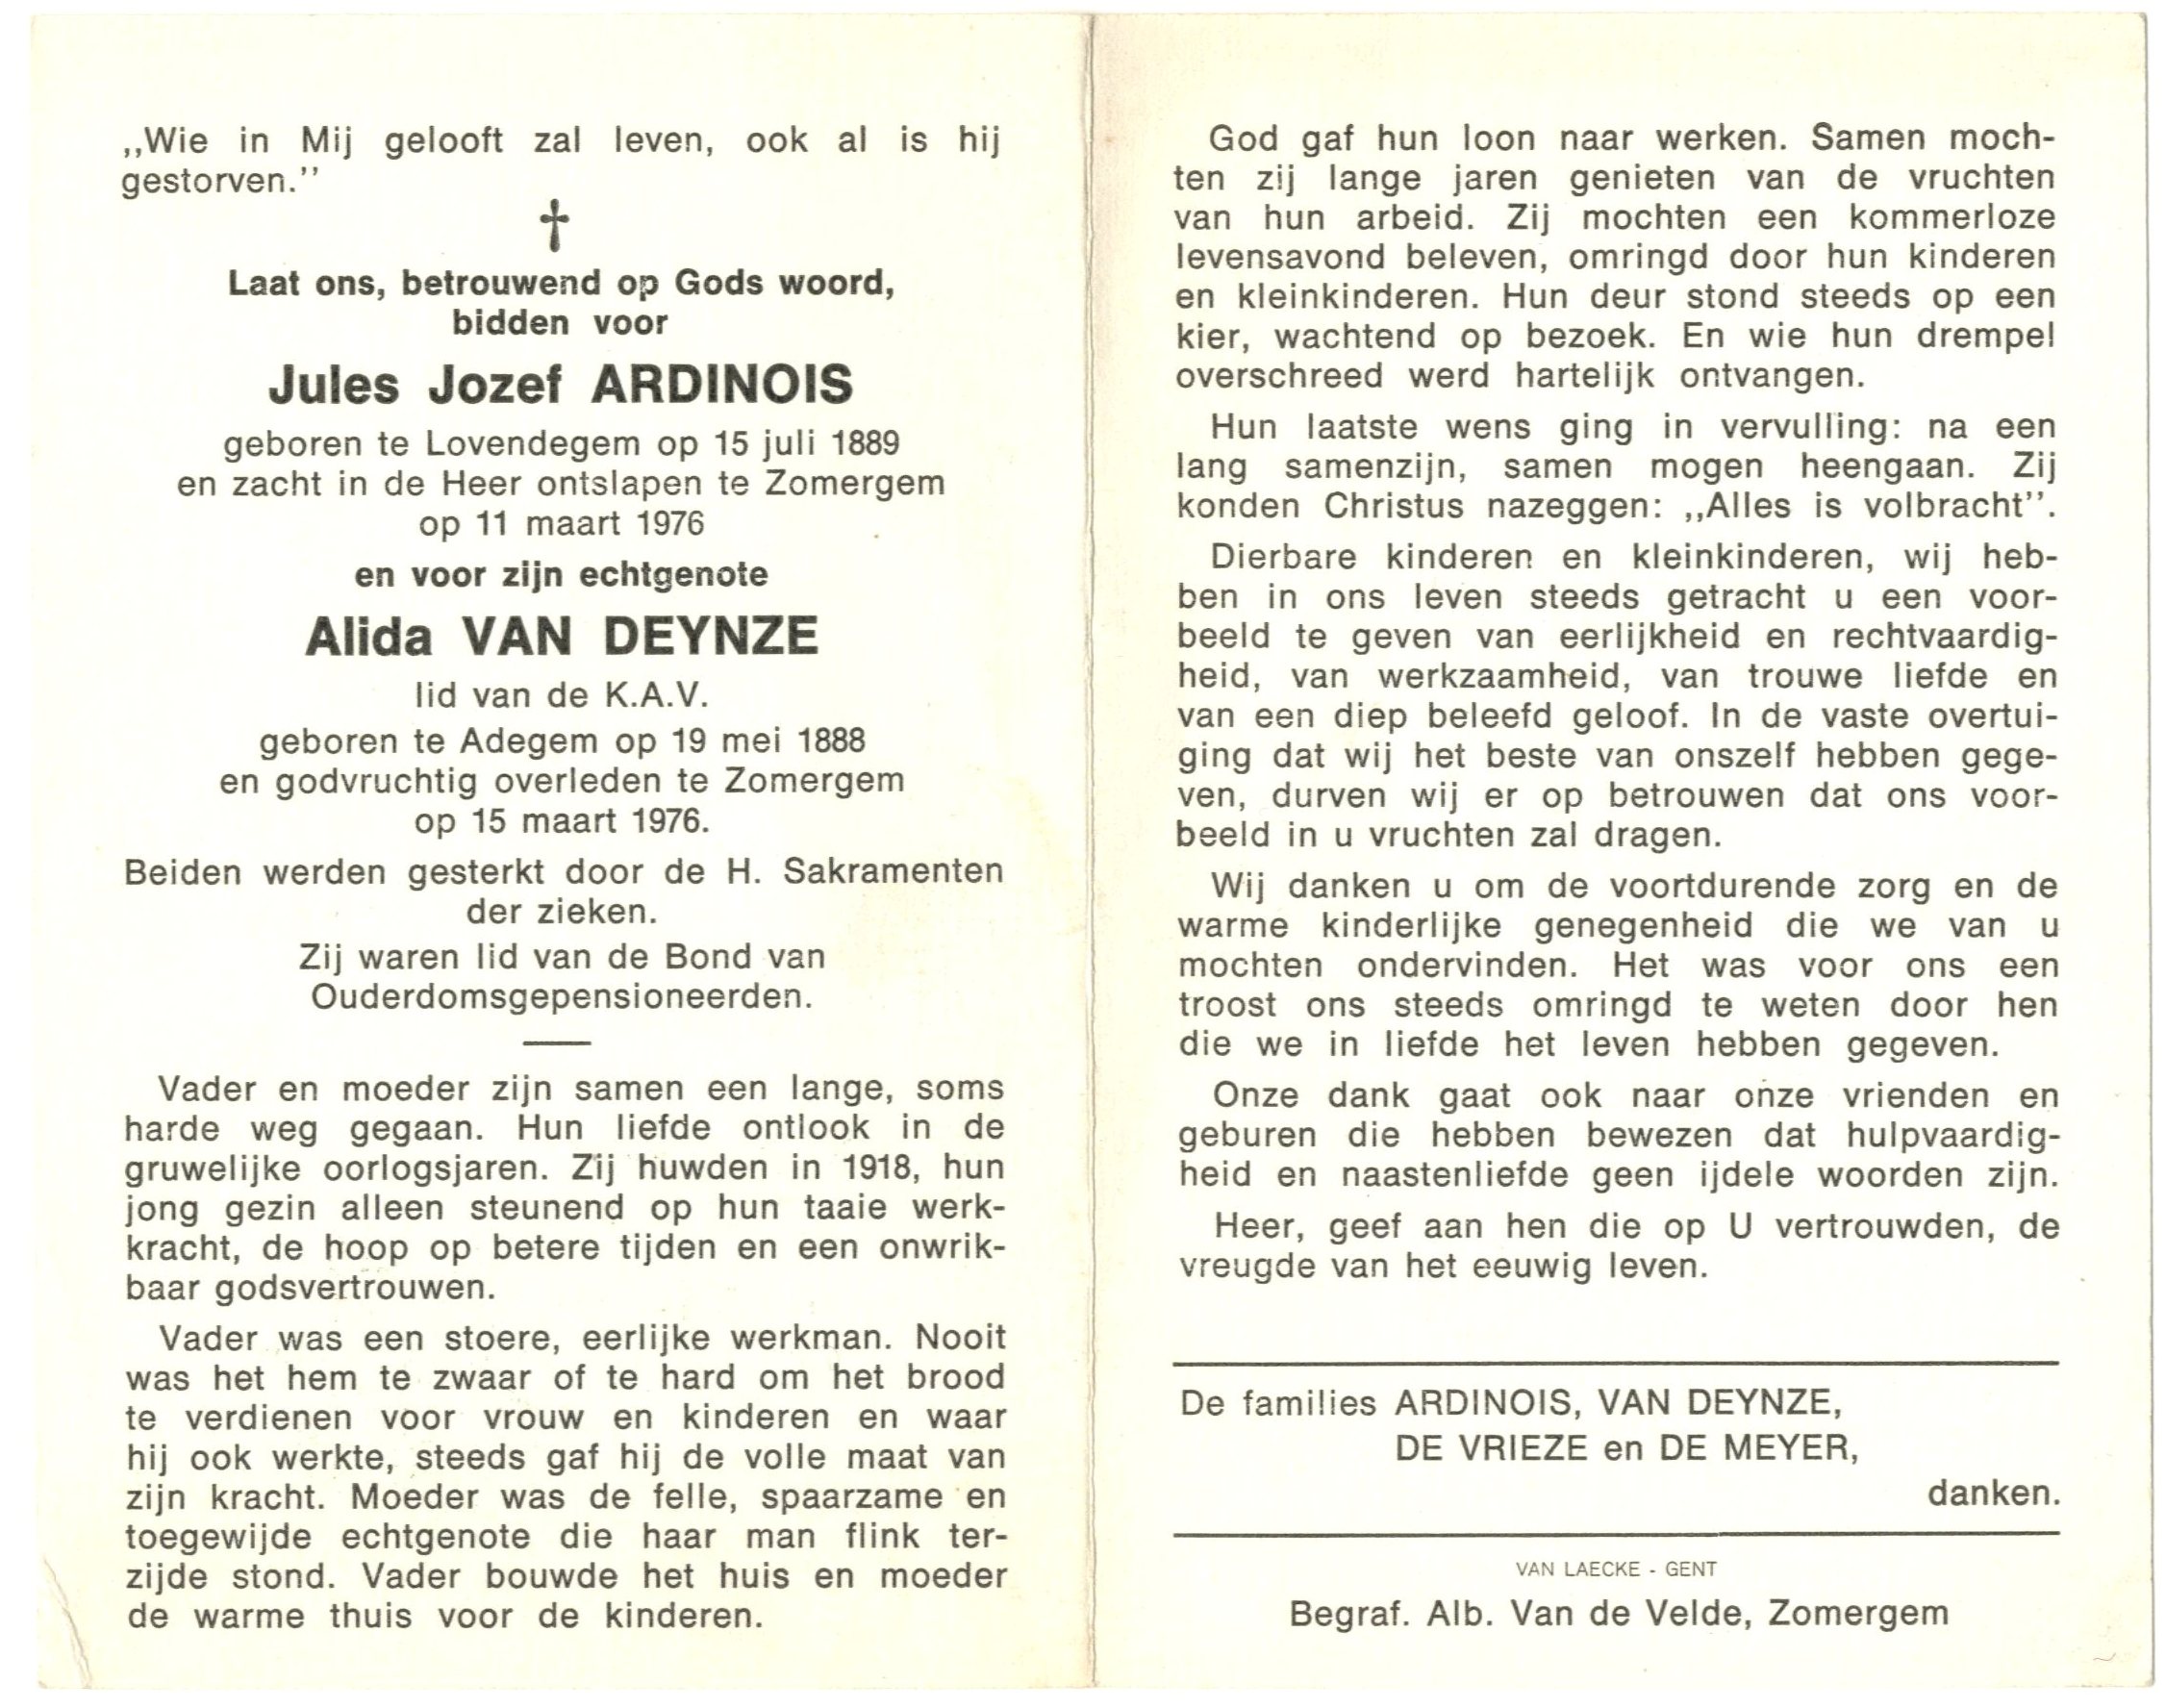 ,,Wie in Mij gelooft zal leven, ook al is hij
gestorven.''
†
Laat ons, betrouwend op Gods woord,
bidden voor
Jules Jozef ARDINOIS
geboren te Lovendegem op 15 juli 1889
en zacht in de Heer ontslapen te Zomergem
op 11 maart 1976
en voor zijn echtgenote
Alida VAN DEYNZE
lid van de K.A.V.
geboren te Adegem op 19 mei 1888
en godvruchtig overleden te Zomergem
op 15 maart 1976.
Beiden werden gesterkt door de H. Sakramenten
der zieken.
Zij waren lid van de Bond van
Ouderdomsgepensioneerden.
Vader en moeder zijn samen een lange, soms
harde weg gegaan. Hun liefde ontlook in de
gruwelijke oorlogsjaren. Zij huwden in 1918, hun
jong gezin alleen steunend op hun taaie werk-
kracht, de hoop op betere tijden en een onwrik-
baar godsvertrouwen.
Vader was een stoere, eerlijke werkman. Nooit
was het hem te zwaar of te hard om het brood
te verdienen voor vrouw en kinderen en waar
hij ook werkte, steeds gaf hij de volle maat van
zijn kracht. Moeder was de felle, spaarzame en
toegewijde echtgenote die haar man flink ter-
zijde stond. Vader bouwde het huis en moeder
de warme thuis voor de kinderen.
God gaf hun loon naar werken. Samen moch-
ten zij lange jaren genieten van de vruchten
van hun arbeid. Zij mochten een kommerloze
levensavond beleven, omringd door hun kinderen
en kleinkinderen. Hun deur stond steeds op een
kier, wachtend op bezoek. En wie hun drempel
overschreed werd hartelijk ontvangen.
Hun laatste wens ging in vervulling: na een
lang samenzijn, samen mogen heengaan. Zij
konden Christus nazeggen: ,,Alles is volbracht''.
Dierbare kinderen en kleinkinderen, wij heb-
ben in ons leven steeds getracht u een voor-
beeld te geven van eerlijkheid en rechtvaardig-
heid, van werkzaamheid, van trouwe liefde en
van een diep beleefd geloof. In de vaste overtui-
ging dat wij het beste van onszelf hebben gege-
ven, durven wij er op betrouwen dat ons voor-
beeld in u vruchten zal dragen.
Wij danken u om de voortdurende zorg en de
warme kinderlijke genegenheid die we van u
mochten ondervinden. Het was voor ons een
troost ons steeds omringd te weten door hen
die we in liefde het leven hebben gegeven.
Onze dank gaat ook naar onze vrienden en
geburen die hebben bewezen dat hulpvaardig-
heid en naastenliefde geen ijdele woorden zijn.
Heer, geef aan hen die op U vertrouwden, de
vreugde van het eeuwig leven.
De families ARDINOIS, VAN DEYNZE,
DE VRIEZE en DE MEYER,
danken.
VAN LAECKE - GENT
Begraf. Alb. Van de Velde, Zomergem